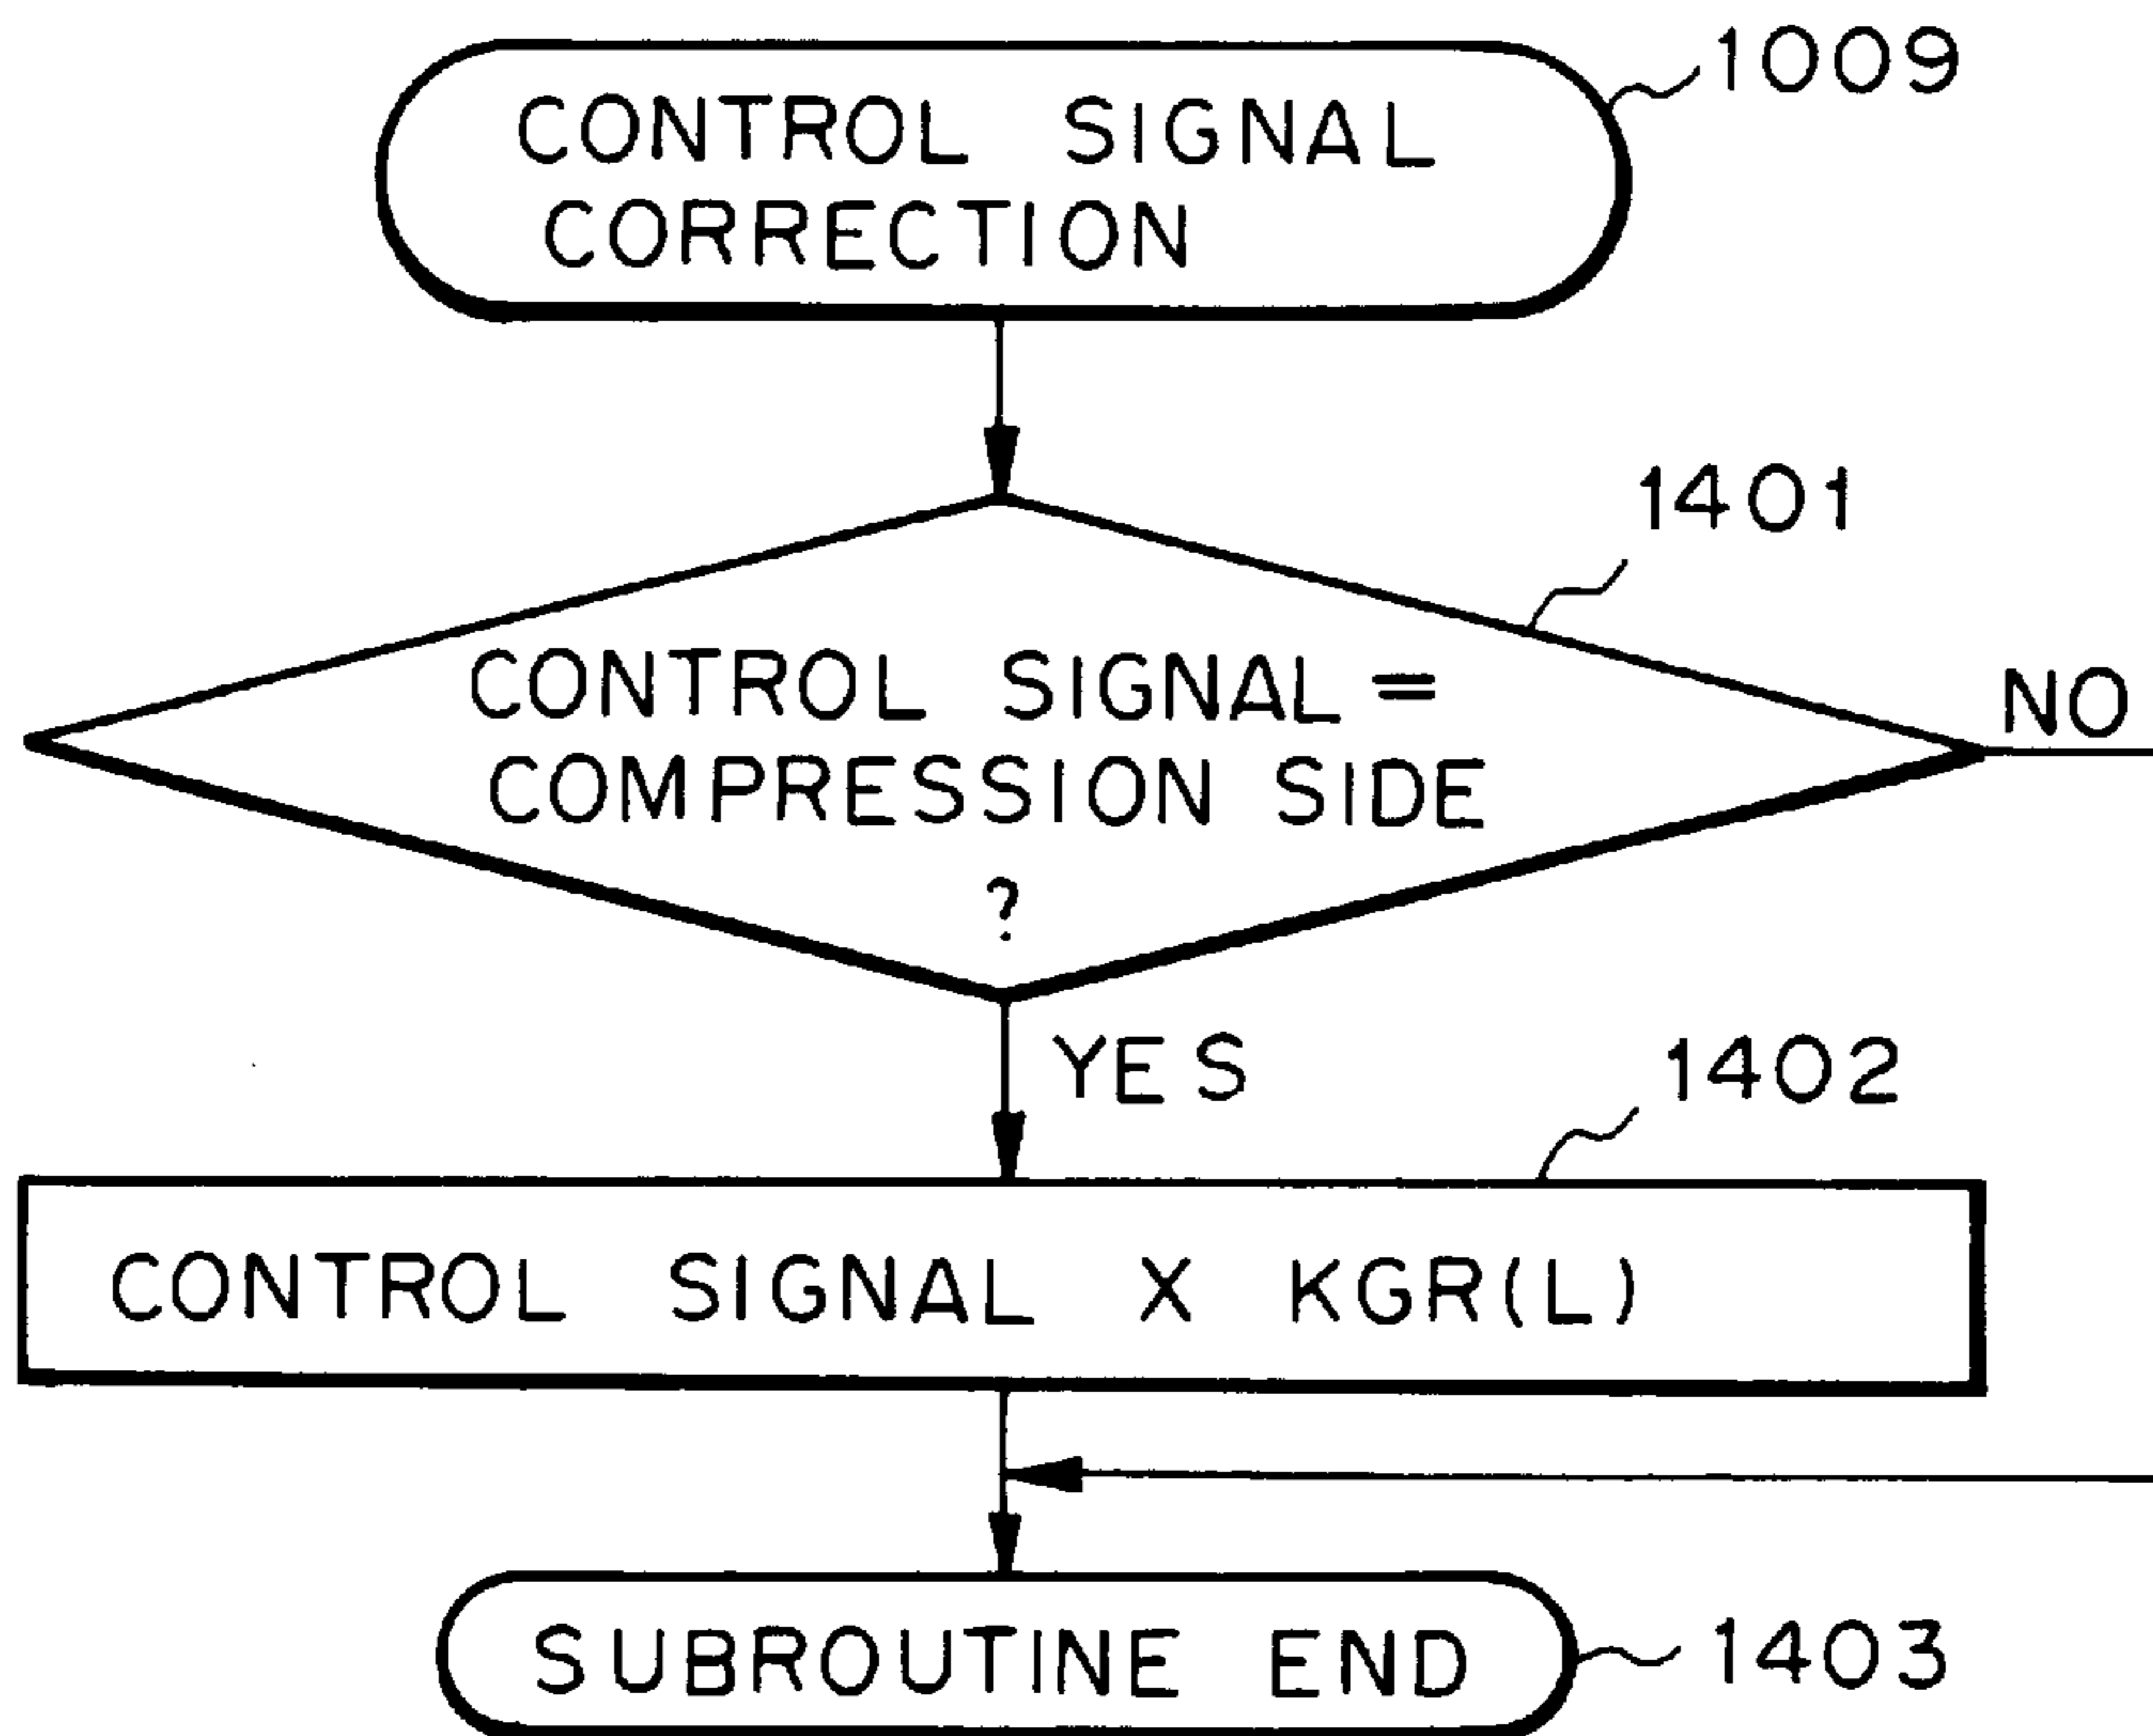 1009
CONTROL SIGNAL
CORRECTION
1401
CONTROL SIGNAL =
COMPRESSION SIDE
?
NO
YES
1402
CONTROL SIGNAL X KGR(L)
SUBROUTINE END
1403